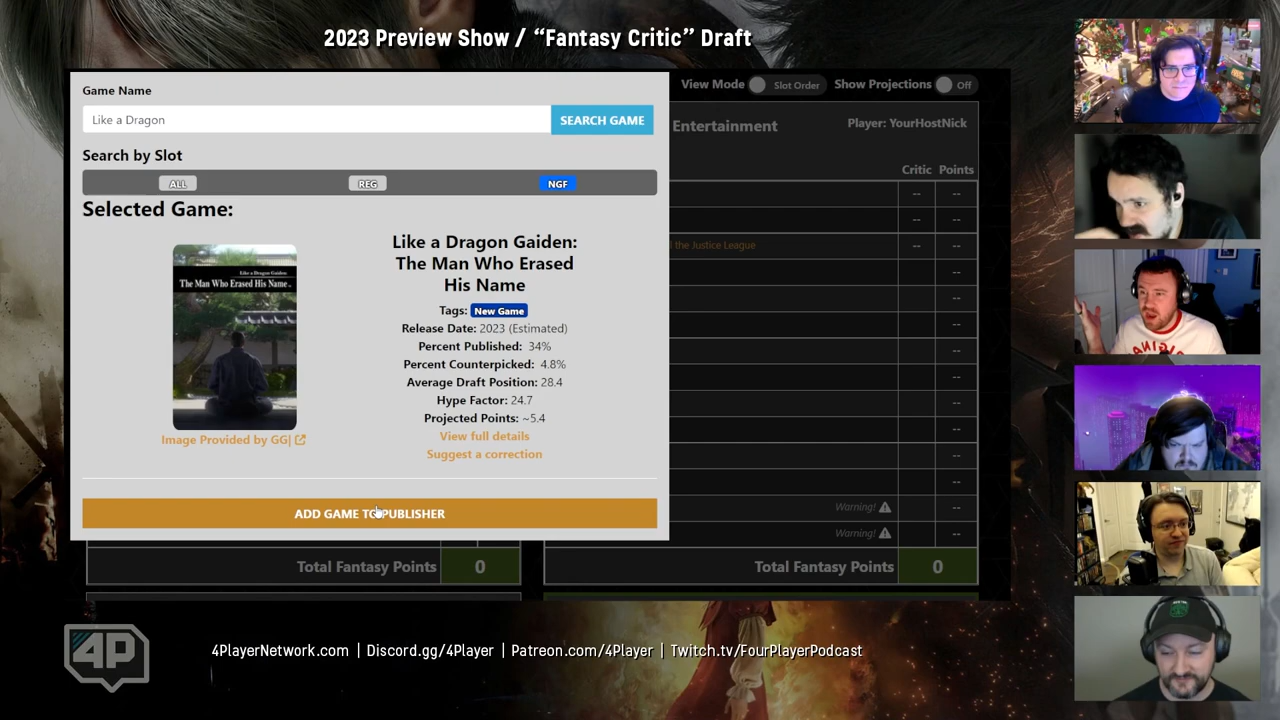 2023 Preview Show / “Fantasy Critic” Draft
Game Name
Like a Dragon
SEARCH GAME
Search by Slot
ALL
REG
NGF
Selected Game:
Like a Dragon Gaiden:
The Man Who Erased His Name
Like a Dragon Gaiden:
The Man Who Erased
His Name
Tags: New Game
Release Date: 2023 (Estimated)
Percent Published: 34%
Percent Counterpicked: 4.8%
Average Draft Position: 28.4
Hype Factor: 24.7
Projected Points: ~5.4
View full details
Suggest a correction
Image Provided by GG|
ADD GAME TO PUBLISHER
View Mode
Slot Order
Show Projections
Off
Entertainment
Player: YourHostNick
Critic
Points
-- --
-- --
the Justice League -- --
--
--
--
--
--
--
--
--
--
Warning! --
Warning! --
Total Fantasy Points 0
Total Fantasy Points 0
4P
4PlayerNetwork.com | Discord.gg/4Player | Patreon.com/4Player | Twitch.tv/FourPlayerPodcast